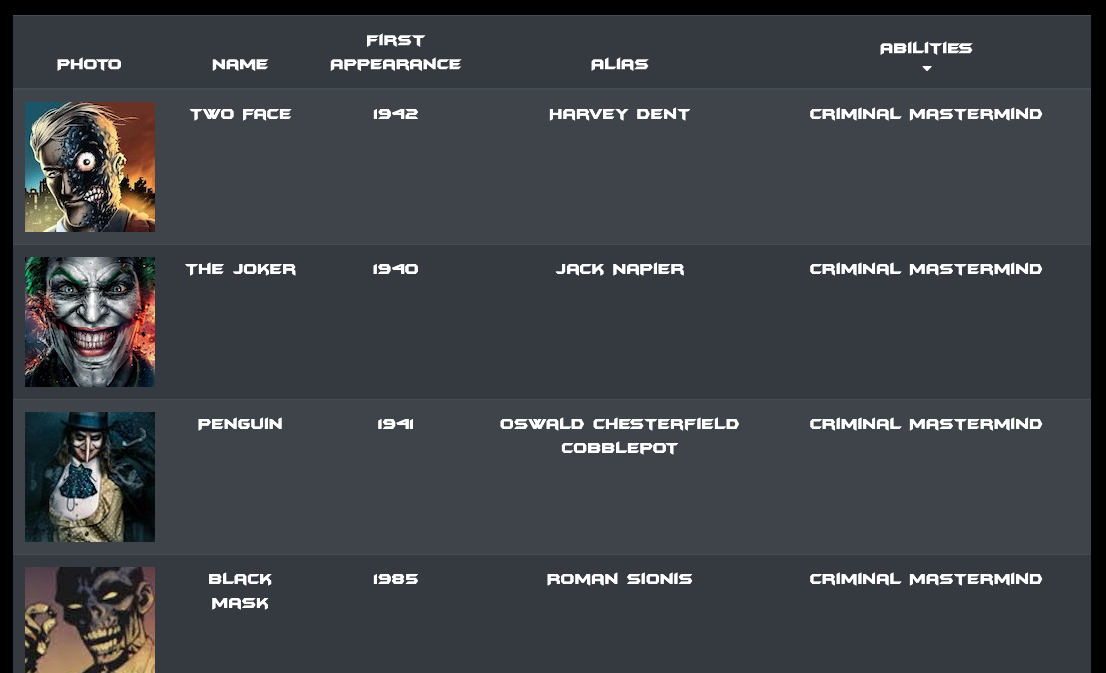 PHOTO NAME FIRST APPEARANCE ALIAS ABILITIES
TWO FACE 1942 HARVEY DENT CRIMINAL MASTERMIND
THE JOKER 1940 JACK NAPIER CRIMINAL MASTERMIND
PENGUIN 1941 OSWALD CHESTERFIELD COBBLEPOT CRIMINAL MASTERMIND
BLACK MASK 1985 ROMAN SIONIS CRIMINAL MASTERMIND